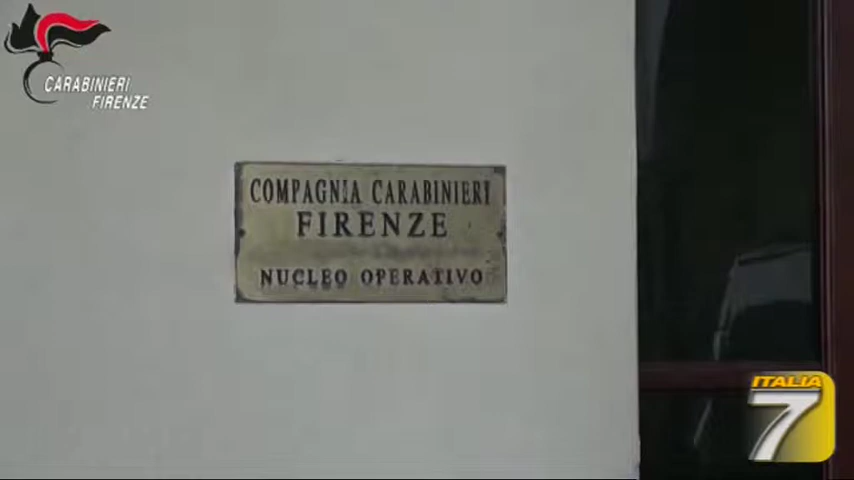 CARABINIERI
FIRENZE
COMPAGNIA CARABINIERI
FIRENZE
NUCLEO OPERATIVO
ITALIA
7